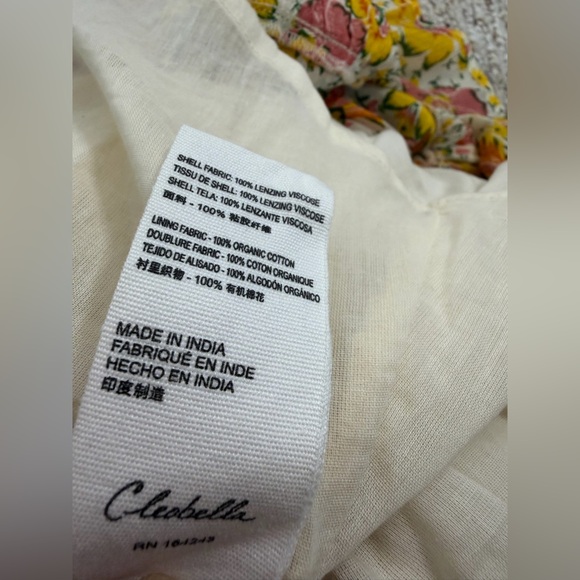 SHELL FABRIC: 100% LENZING VISCOSE
TISSU DE SHELL: 100% LENZING VISCOSE
SHELL TELA: 100% LENZANTE VISCOSA
面料 - 100% 粘胶纤维
LINING FABRIC - 100% ORGANIC COTTON
DOUBLURE FABRIC - 100% COTON ORGANIQUE
TEJIDO DE ALISADO - 100% ALGODÓN ORGÁNICO
衬里织物 - 100% 有机棉花
MADE IN INDIA
FABRIQUÉ EN INDE
HECHO EN INDIA
印度制造
Cleobella
RN